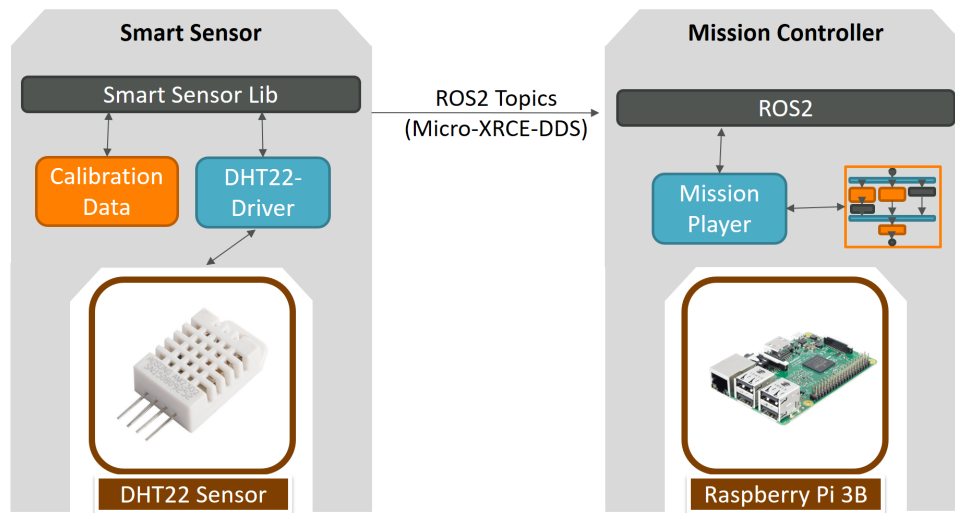 Smart Sensor
Smart Sensor Lib
Calibration
Data
DHT22-
Driver
DHT22 Sensor
ROS2 Topics
(Micro-XRCE-DDS)
Mission Controller
ROS2
Mission
Player
Raspberry Pi 3B